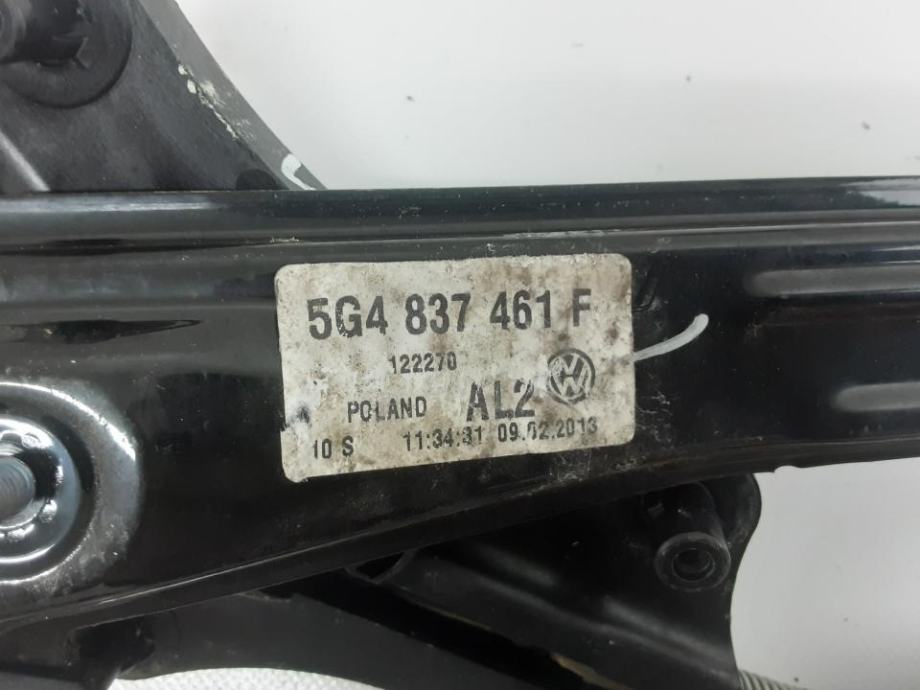 5G4 837 461 F
122270
POLAND AL2
10 S 11:34:31 09.02.2013